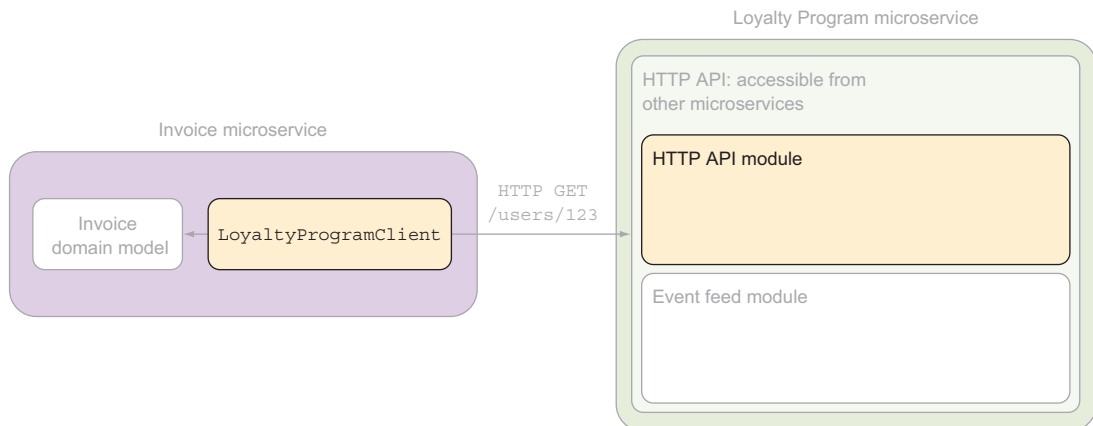 Loyalty Program microservice
HTTP API: accessible from
other microservices
HTTP API module
Event feed module
Invoice microservice
Invoice
domain model
LoyaltyProgramClient
HTTP GET
/users/123